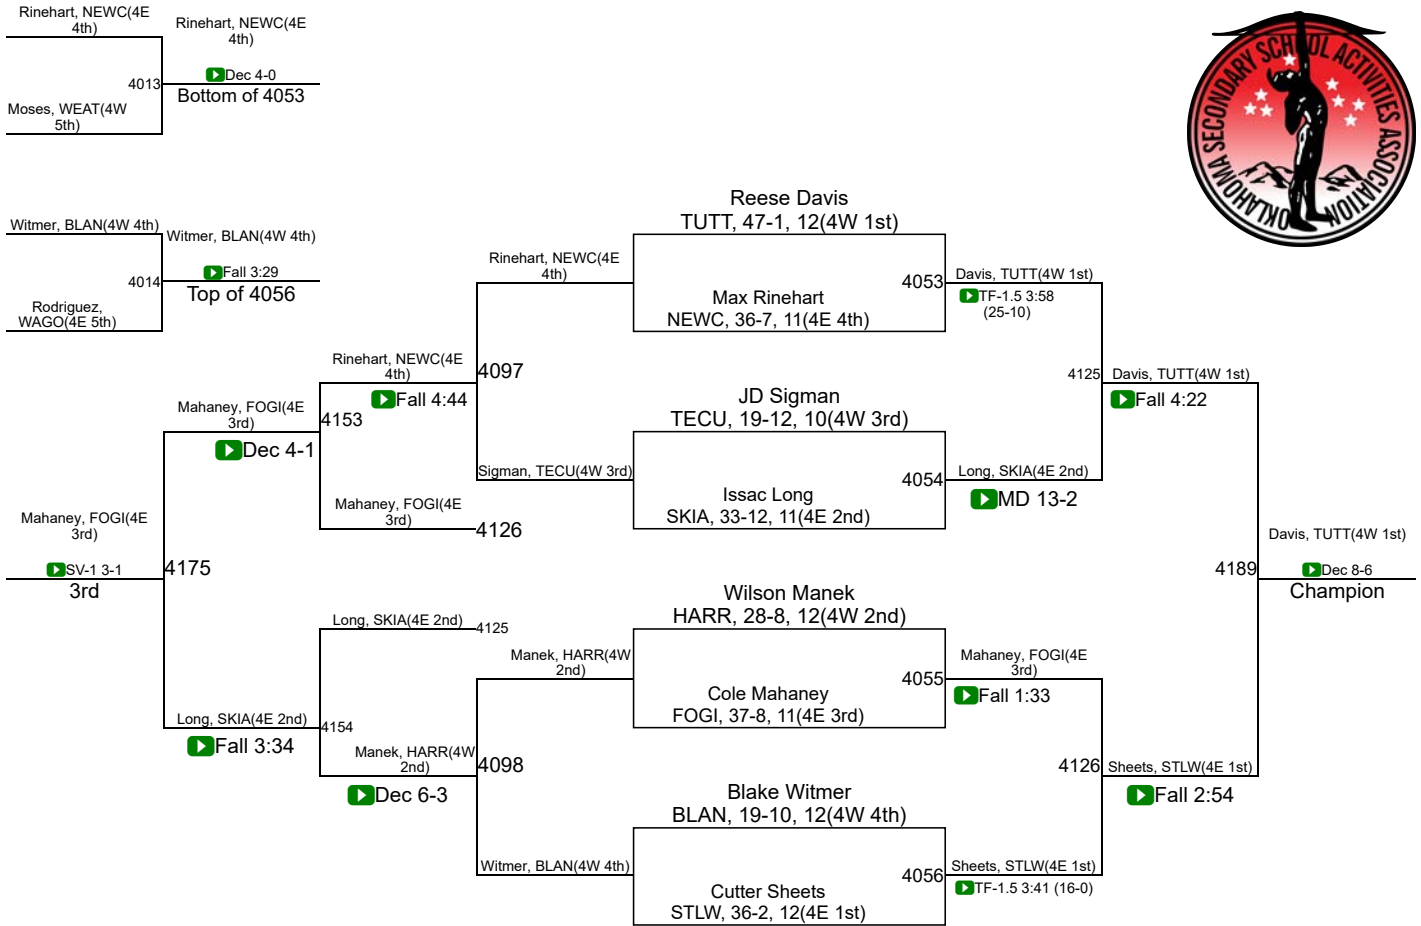 Rinehart, NEWC(4E
4th)
Rinehart, NEWC(4E
4th)
4013
Dec 4-0
Bottom of 4053
Moses, WEAT(4W
5th)
Witmer, BLAN(4W 4th)
Witmer, BLAN(4W 4th)
4014
Fall 3:29
Top of 4056
Rodriguez,
WAGO(4E 5th)
OKLAHOMA SECONDARY SCHOOL ACTIVITIES ASSOCIATION
Reese Davis
TUTT, 47-1, 12(4W 1st)
Rinehart, NEWC(4E
4th)
4053
Davis, TUTT(4W 1st)
TF-1.5 3:58
(25-10)
Max Rinehart
NEWC, 36-7, 11(4E 4th)
Rinehart, NEWC(4E
4th)
4097
Fall 4:44
4125
Davis, TUTT(4W 1st)
Fall 4:22
JD Sigman
TECU, 19-12, 10(4W 3rd)
Mahaney, FOGI(4E
3rd)
4153
Dec 4-1
Sigman, TECU(4W 3rd)
4054
Long, SKIA(4E 2nd)
MD 13-2
Issac Long
SKIA, 33-12, 11(4E 2nd)
Mahaney, FOGI(4E
3rd)
4126
Mahaney, FOGI(4E
3rd)
SV-1 3-1
3rd
4175
4189
Davis, TUTT(4W 1st)
Dec 8-6
Champion
Wilson Manek
HARR, 28-8, 12(4W 2nd)
Long, SKIA(4E 2nd)
4125
Manek, HARR(4W
2nd)
4055
Mahaney, FOGI(4E
3rd)
Fall 1:33
Cole Mahaney
FOGI, 37-8, 11(4E 3rd)
Long, SKIA(4E 2nd)
4154
Fall 3:34
Manek, HARR(4W
2nd)
4098
Dec 6-3
4126
Sheets, STLW(4E 1st)
Fall 2:54
Blake Witmer
BLAN, 19-10, 12(4W 4th)
Witmer, BLAN(4W 4th)
4056
Sheets, STLW(4E 1st)
TF-1.5 3:41 (16-0)
Cutter Sheets
STLW, 36-2, 12(4E 1st)